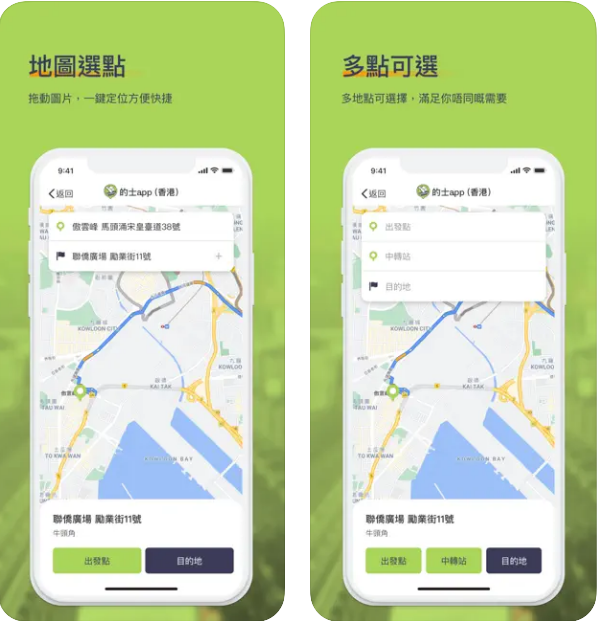 地圖選點
拖動圖片，一鍵定位方便快捷
9:41
返回
的士app (香港)
傲雲峰 馬頭涌宋皇臺道38號
聯僑廣場 勵業街11號
KOWLOON CITY
KAI TAK
TO KWA WAN
KOWLOON BAY
聯僑廣場 勵業街11號
牛頭角
出發點
目的地
多點可選
多地點可選擇，滿足你唔同嘅需要
9:41
返回
的士app (香港)
出發點
中轉站
目的地
KOWLOON CITY
KAI TAK
TO KWA WAN
KOWLOON BAY
聯僑廣場 勵業街11號
牛頭角
出發點
中轉站
目的地